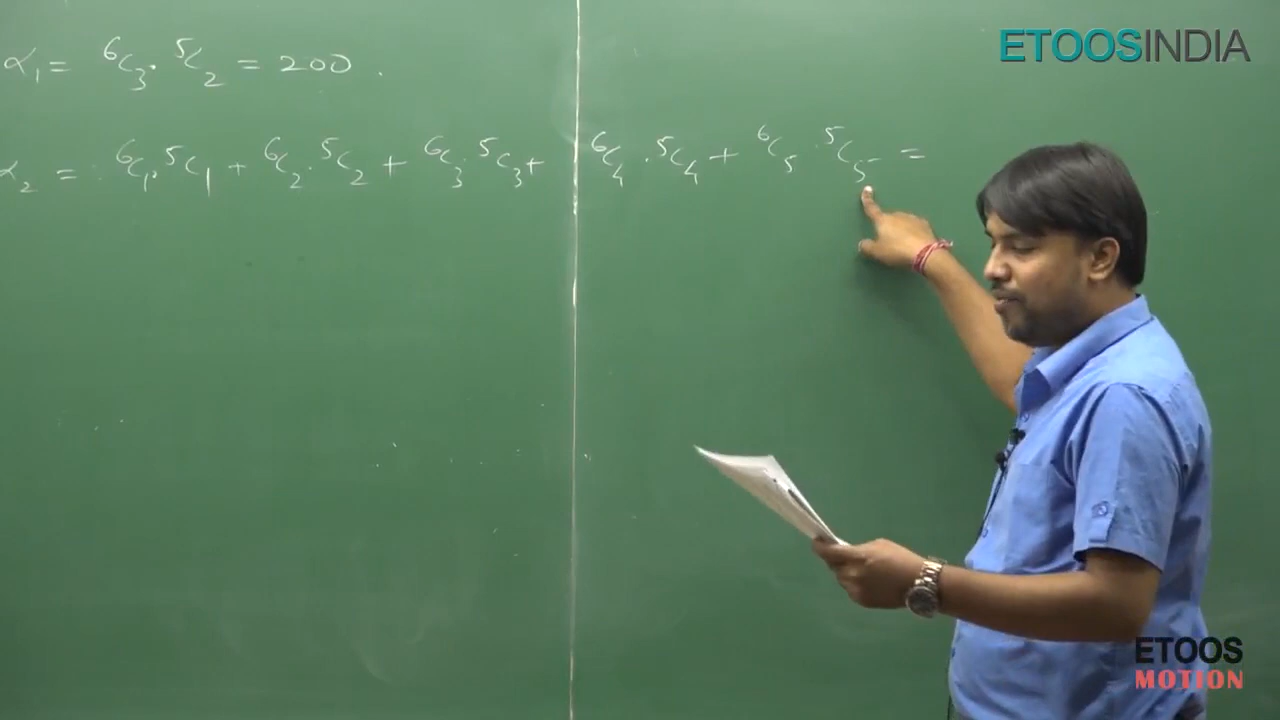 ETOOSINDIA
α₁ = ⁶C₃ · ⁵C₂ = 200 .
α₂ = ⁶C₁ · ⁵C₁ + ⁶C₂ · ⁵C₂ + ⁶C₃ · ⁵C₃ + ⁶C₄ · ⁵C₄ + ⁶C₅ · ⁵C₅ =
ETOOS
MOTION